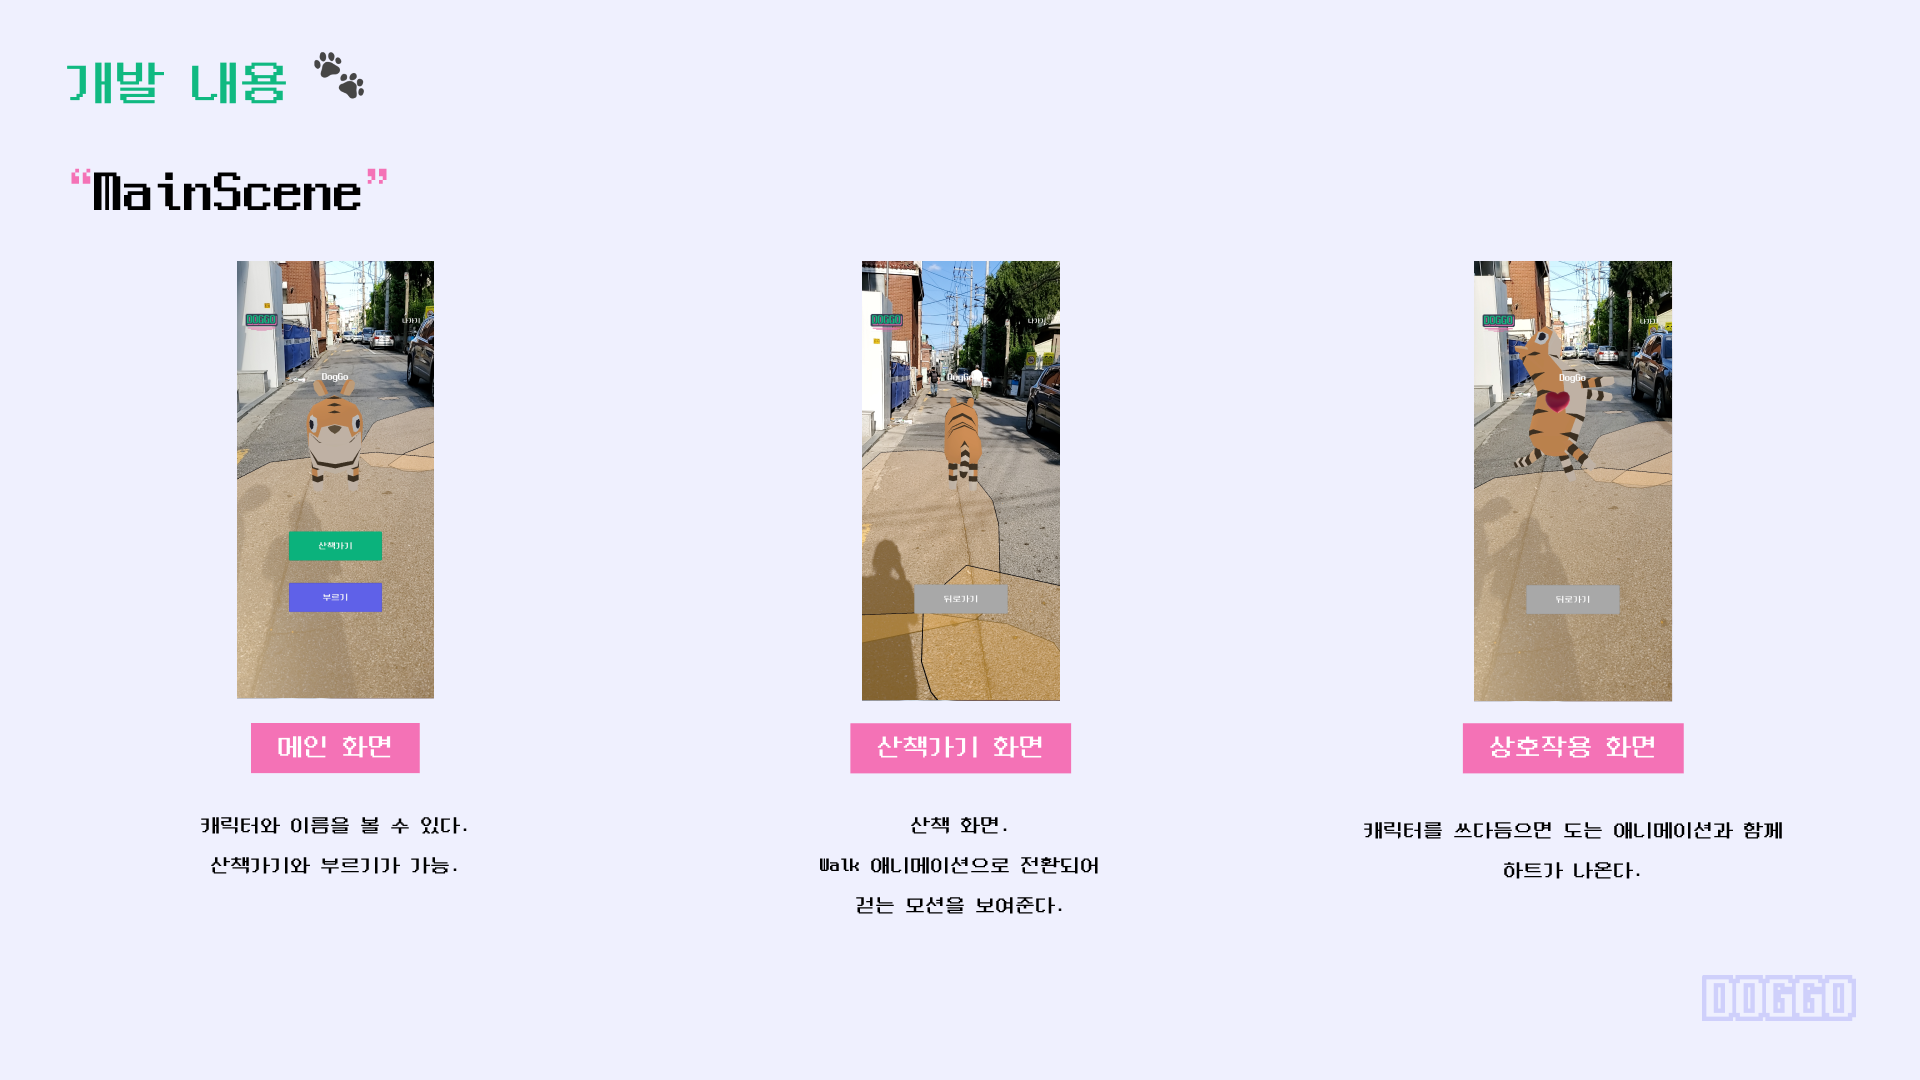 개발 내용
“MainScene”
DOGGO
나가기
DogGo
산책가기
부르기
DOGGO
나가기
DogGo
뒤로가기
DOGGO
나가기
DogGo
뒤로가기
메인 화면
산책가기 화면
상호작용 화면
캐릭터와 이름을 볼 수 있다.
산책가기와 부르기가 가능.
산책 화면.
Walk 애니메이션으로 전환되어
걷는 모션을 보여준다.
캐릭터를 쓰다듬으면 도는 애니메이션과 함께
하트가 나온다.
DOGGO